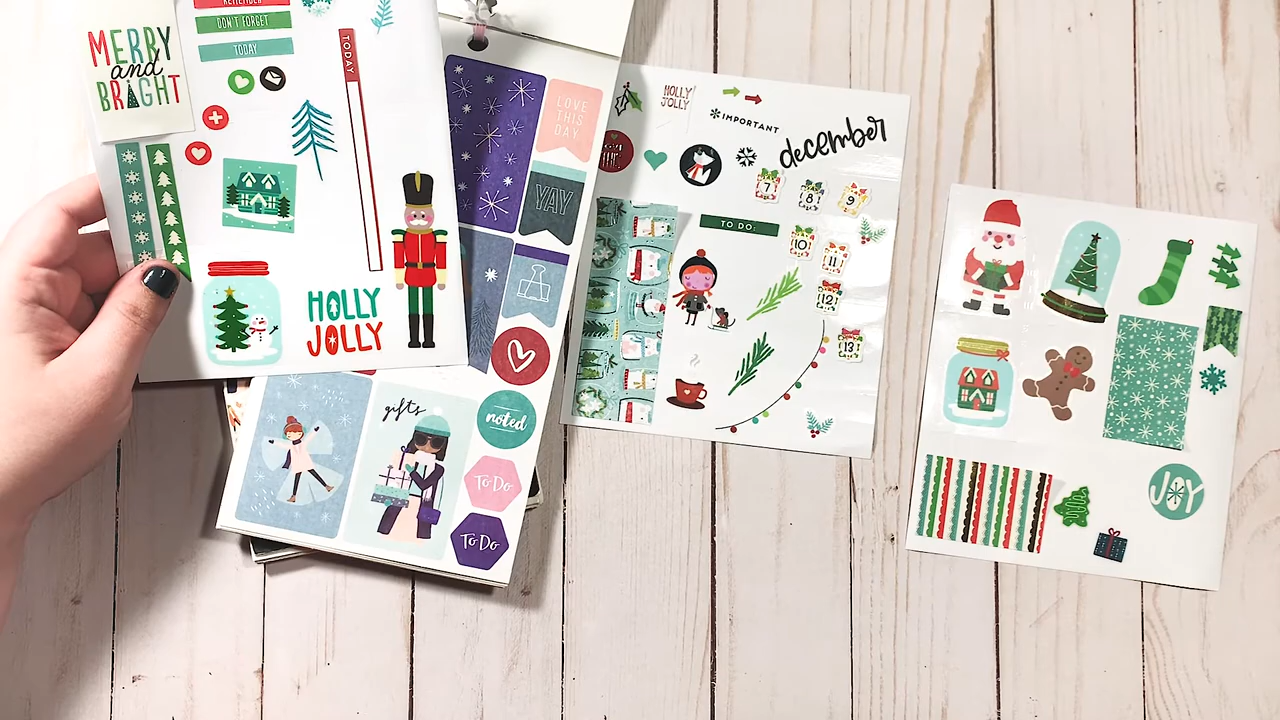 REMEMBER
DON'T FORGET
TODAY
MERRY
and
BRIGHT
TODAY
HOLLY
JOLLY
LOVE
THIS
DAY
YAY
gifts
noted
To Do
To Do
HOLLY
JOLLY
IMPORTANT
december
7
8
9
TO DO:
10
11
12
13
JOY